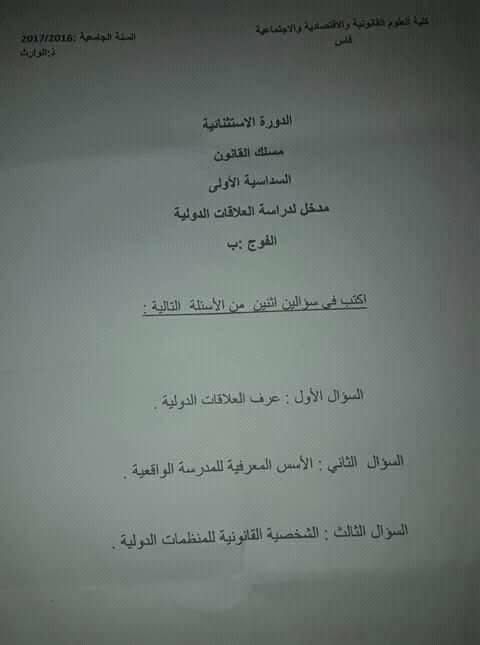 كلية العلوم القانونية والاقتصادية والاجتماعية
فاس
السنة الجامعية :2017/2016
ذ:الوارث
الدورة الاستثنائية
مسلك القانون
السداسية الأولى
مدخل لدراسة العلاقات الدولية
الفوج :ب
اكتب في سؤالين اثنين من الأسئلة التالية :
السؤال الأول : عرف العلاقات الدولية .
السؤال الثاني : الأسس المعرفية للمدرسة الواقعية .
السؤال الثالث : الشخصية القانونية للمنظمات الدولية .